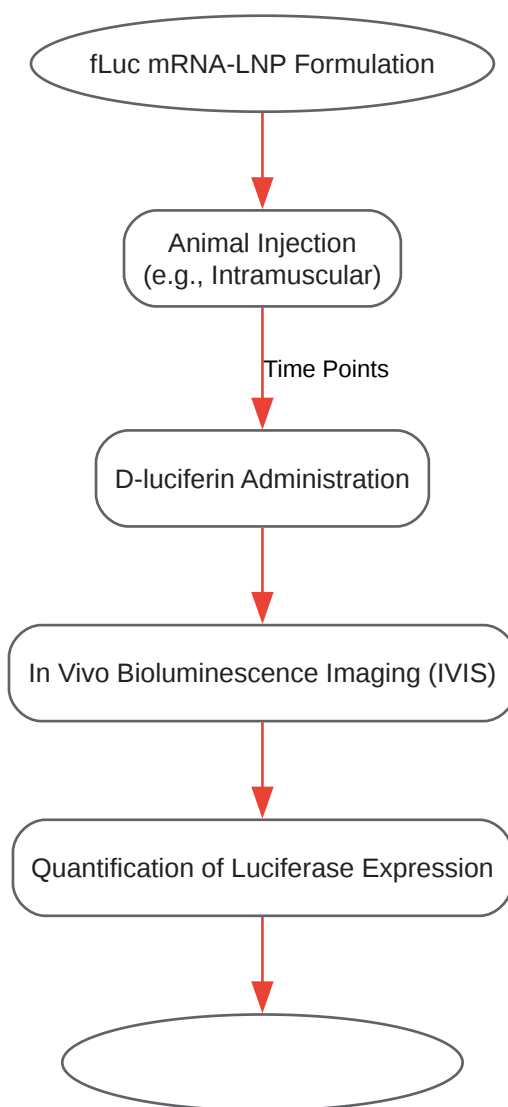 fLuc mRNA-LNP Formulation
Animal Injection
(e.g., Intramuscular)
Time Points
D-luciferin Administration
In Vivo Bioluminescence Imaging (IVIS)
Quantification of Luciferase Expression